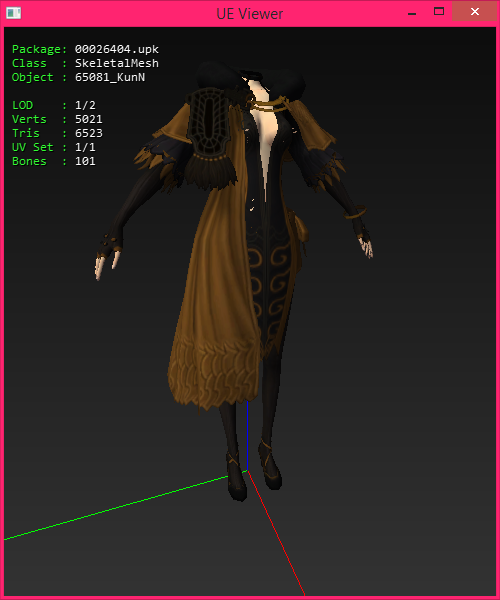 UE Viewer
Package: 00026404.upk
Class : SkeletalMesh
Object : 65081_KunN
LOD : 1/2
Verts : 5021
Tris : 6523
UV Set : 1/1
Bones : 101